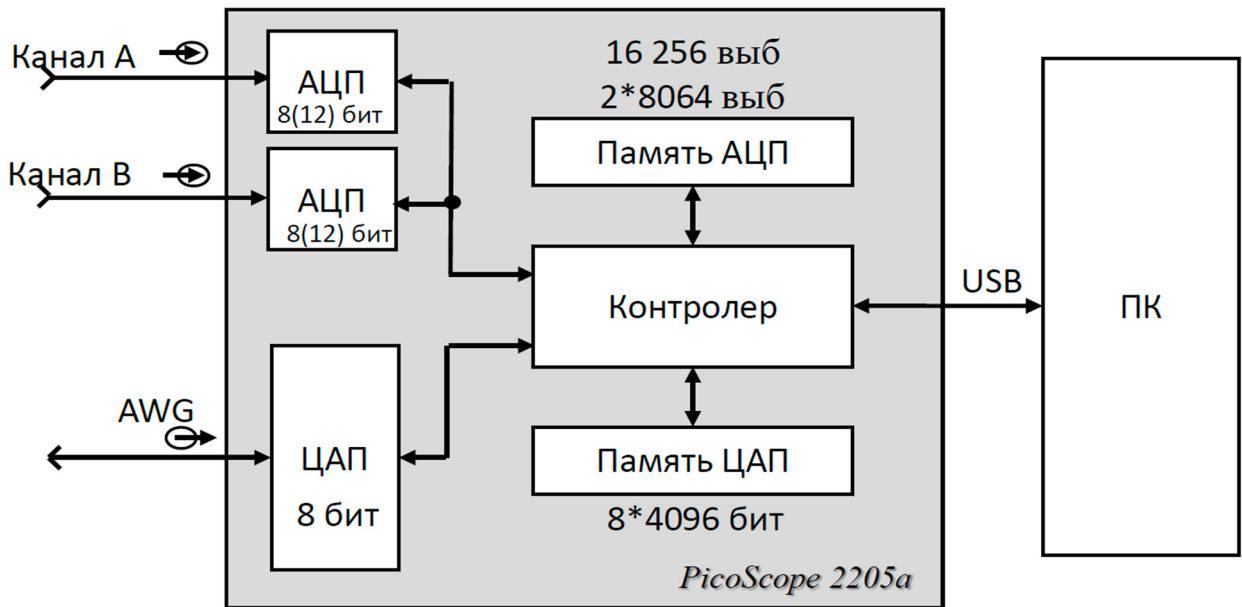 Канал А
АЦП
8(12) бит
16 256 выб
2*8064 выб
Память АЦП
Канал В
АЦП
8(12) бит
Контролер
USB
ПК
AWG
ЦАП
8 бит
Память ЦАП
8*4096 бит
PicoScope 2205a